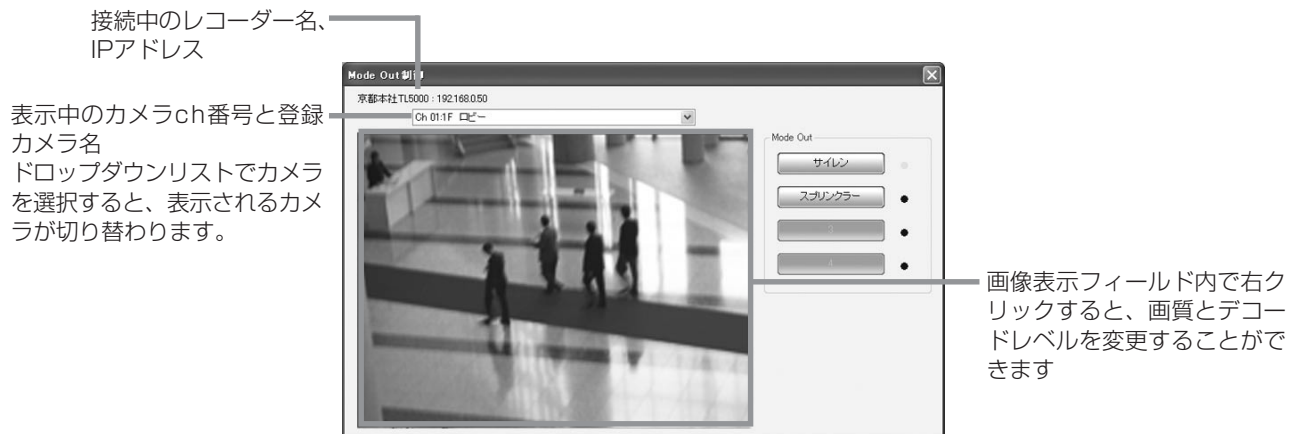 接続中のレコーダー名、
IPアドレス
表示中のカメラch番号と登録
カメラ名
ドロップダウンリストでカメラ
を選択すると、表示されるカメ
ラが切り替わります。
Mode Out制御
京都本社TL5000 : 192.168.0.50
Ch 01:1F ロビー
Mode Out
サイレン
スプリンクラー
3
4
画像表示フィールド内で右ク
リックすると、画質とデコー
ドレベルを変更することがで
きます